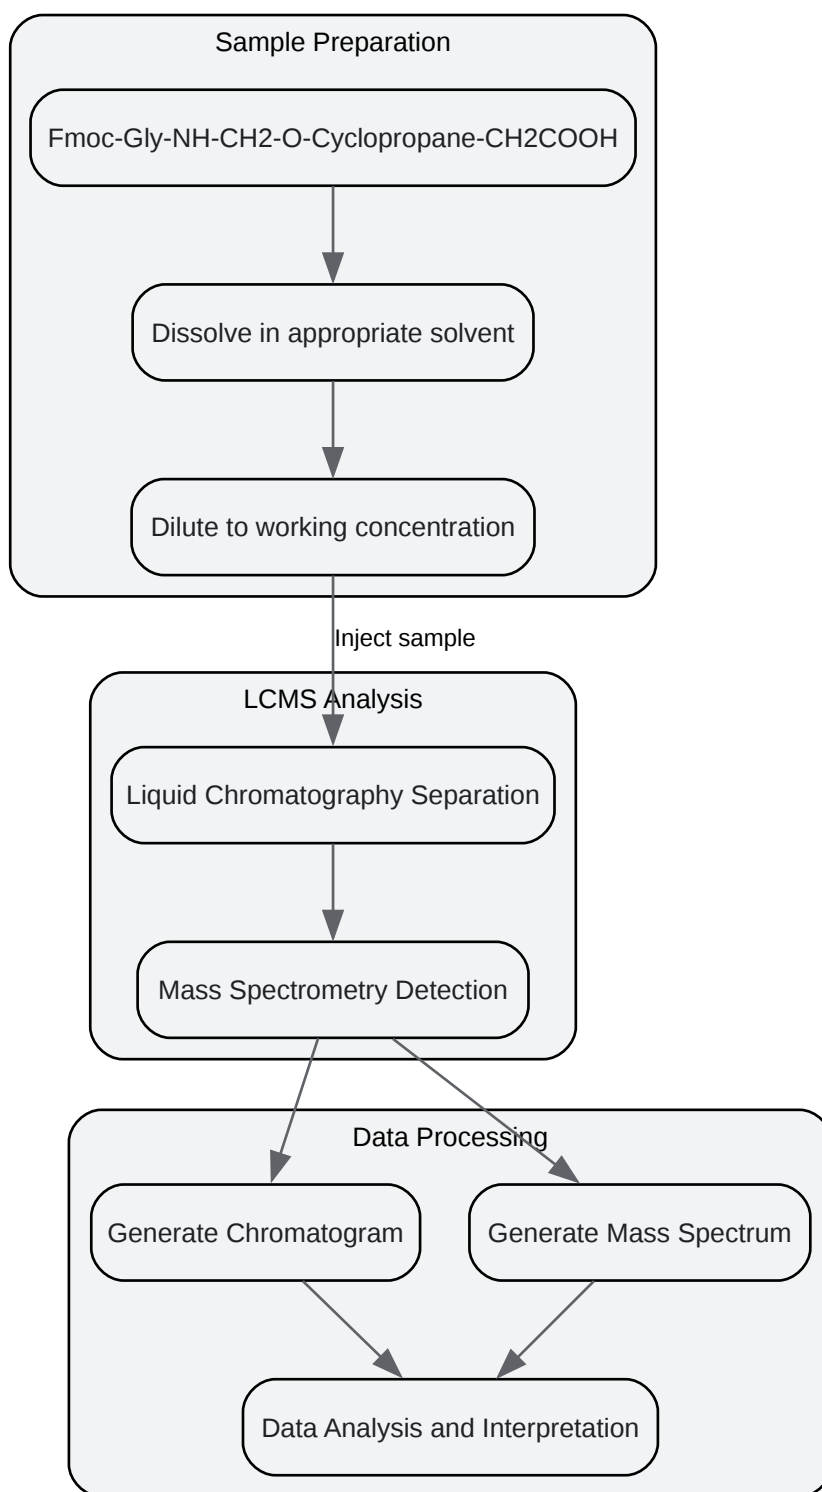 Sample Preparation
Fmoc-Gly-NH-CH2-O-Cyclopropane-CH2COOH
Dissolve in appropriate solvent
Dilute to working concentration
Inject sample
LCMS Analysis
Liquid Chromatography Separation
Mass Spectrometry Detection
Data Processing
Generate Chromatogram
Generate Mass Spectrum
Data Analysis and Interpretation